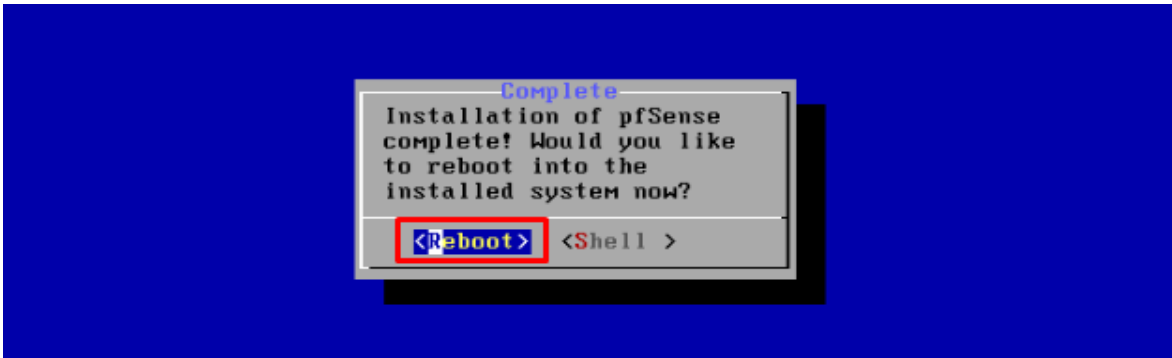 Complete
Installation of pfSense
complete! Would you like
to reboot into the
installed system now?
<Reboot> <Shell >